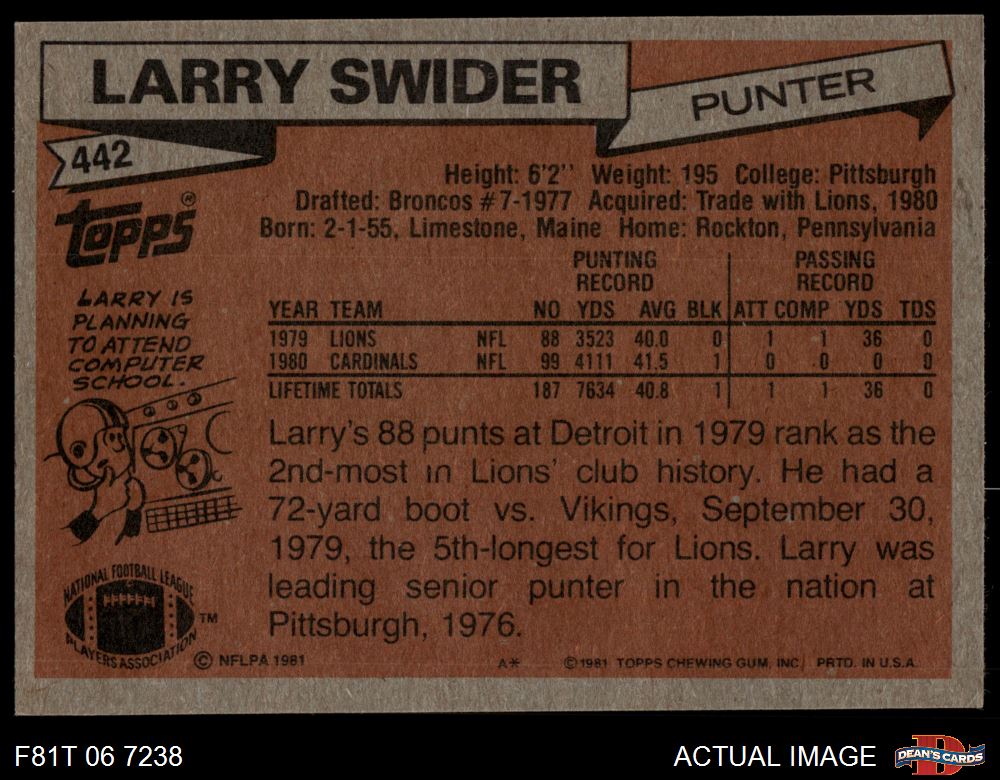 LARRY SWIDER
PUNTER
442
Topps®
Height: 6'2'' Weight: 195 College: Pittsburgh
Drafted: Broncos #7-1977 Acquired: Trade with Lions, 1980
Born: 2-1-55, Limestone, Maine Home: Rockton, Pennsylvania
LARRY IS
PLANNING
TO ATTEND
COMPUTER
SCHOOL.
PUNTING PASSING
RECORD RECORD
YEAR TEAM NO YDS AVG BLK ATT COMP YDS TDS
1979 LIONS NFL 88 3523 40.0 0 1 1 36 0
1980 CARDINALS NFL 99 4111 41.5 1 0 0 0 0
LIFETIME TOTALS 187 7634 40.8 1 1 1 36 0
Larry's 88 punts at Detroit in 1979 rank as the
2nd-most in Lions' club history. He had a
72-yard boot vs. Vikings, September 30,
1979, the 5th-longest for Lions. Larry was
leading senior punter in the nation at
Pittsburgh, 1976.
NATIONAL FOOTBALL LEAGUE
PLAYERS ASSOCIATION
TM
© NFLPA 1981 A* © 1981 TOPPS CHEWING GUM, INC. PRTD. IN U.S.A.
F81T 06 7238 ACTUAL IMAGE DEAN'S CARDS